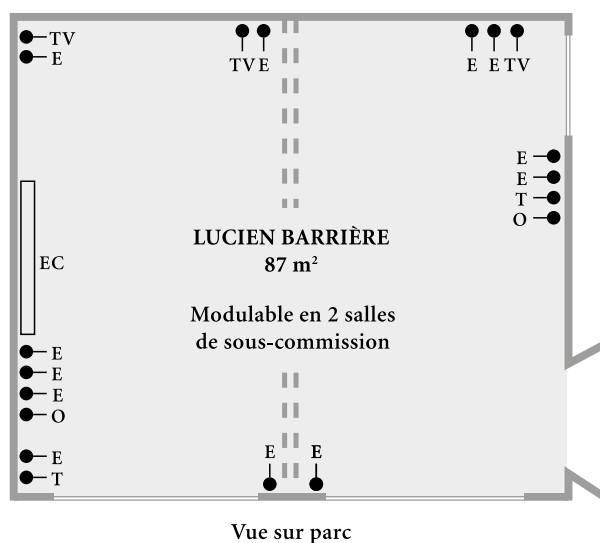 TV
E
TV E
E E TV
E
E
T
O
LUCIEN BARRIÈRE
87 m²
EC
Modulable en 2 salles
de sous-commission
E
E
E
O
E
T
E E
Vue sur parc